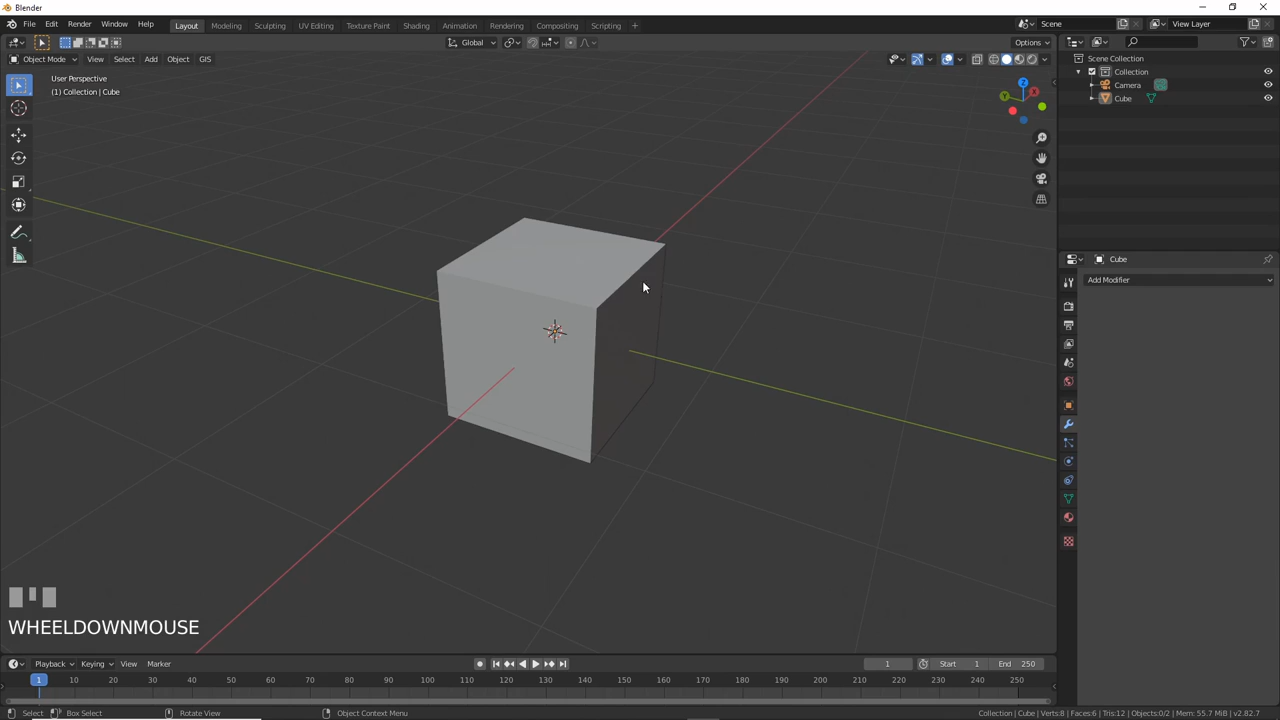 Blender
File Edit Render Window Help Layout Modeling Sculpting UV Editing Texture Paint Shading Animation Rendering Compositing Scripting + Scene View Layer
Global Options
Object Mode View Select Add Object GIS
User Perspective
(1) Collection | Cube
Z
Y
X
Scene Collection
Collection
Camera
Cube
Cube
Add Modifier
WHEELDOWNMOUSE
Playback Keying View Marker 1 Start 1 End 250
1 10 20 30 40 50 60 70 80 90 100 110 120 130 140 150 160 170 180 190 200 210 220 230 240 250
Select Box Select Rotate View Object Context Menu Collection | Cube | Verts:8 | Faces:6 | Tris:12 | Objects:0/2 | Mem: 55.7 MiB | v2.82.7